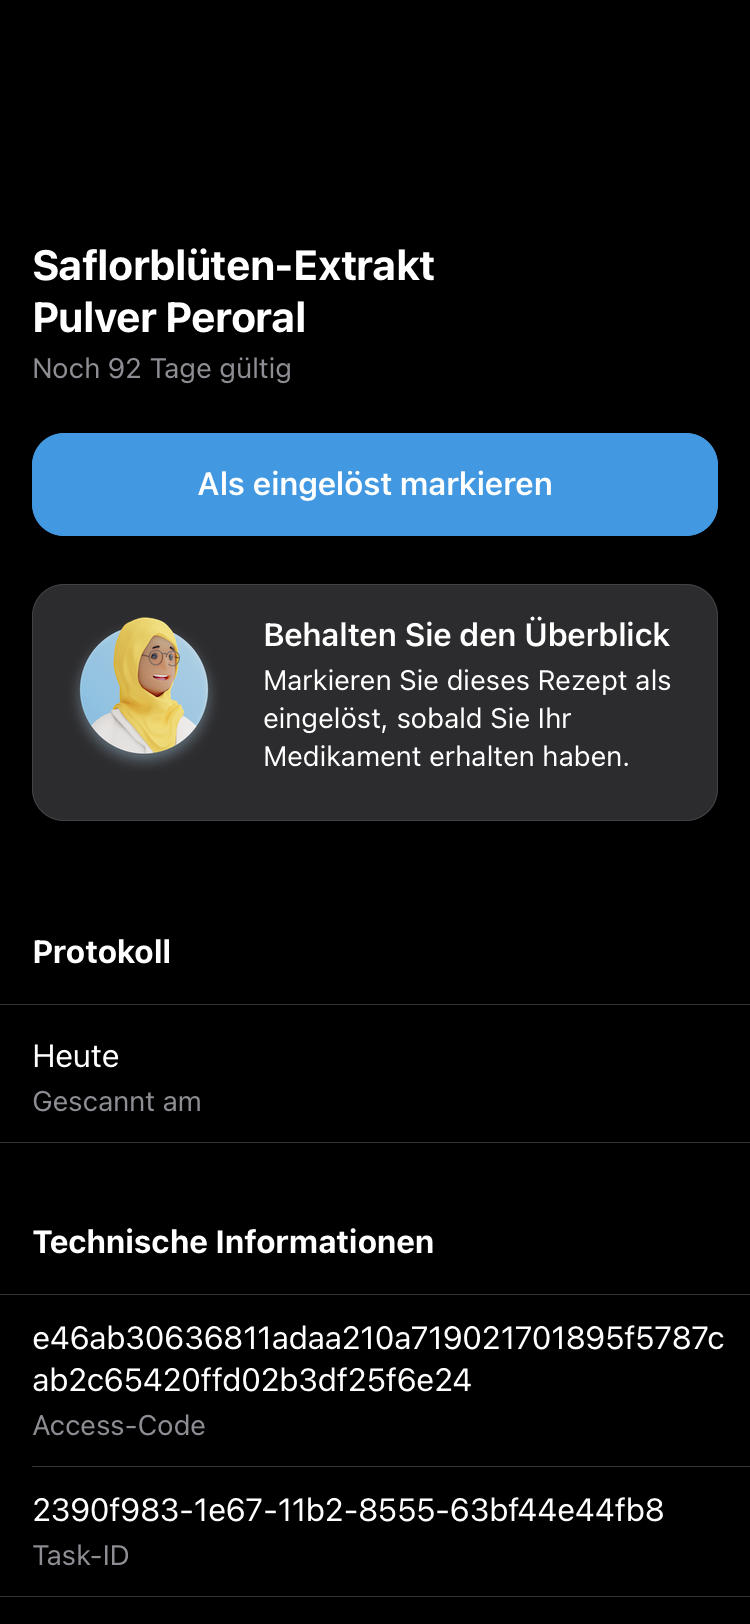 Saflorblüten-Extrakt
Pulver Peroral
Noch 92 Tage gültig
Als eingelöst markieren
Behalten Sie den Überblick
Markieren Sie dieses Rezept als
eingelöst, sobald Sie Ihr
Medikament erhalten haben.
Protokoll
Heute
Gescannt am
Technische Informationen
e46ab30636811adaa210a719021701895f5787c
ab2c65420ffd02b3df25f6e24
Access-Code
2390f983-1e67-11b2-8555-63bf44e44fb8
Task-ID